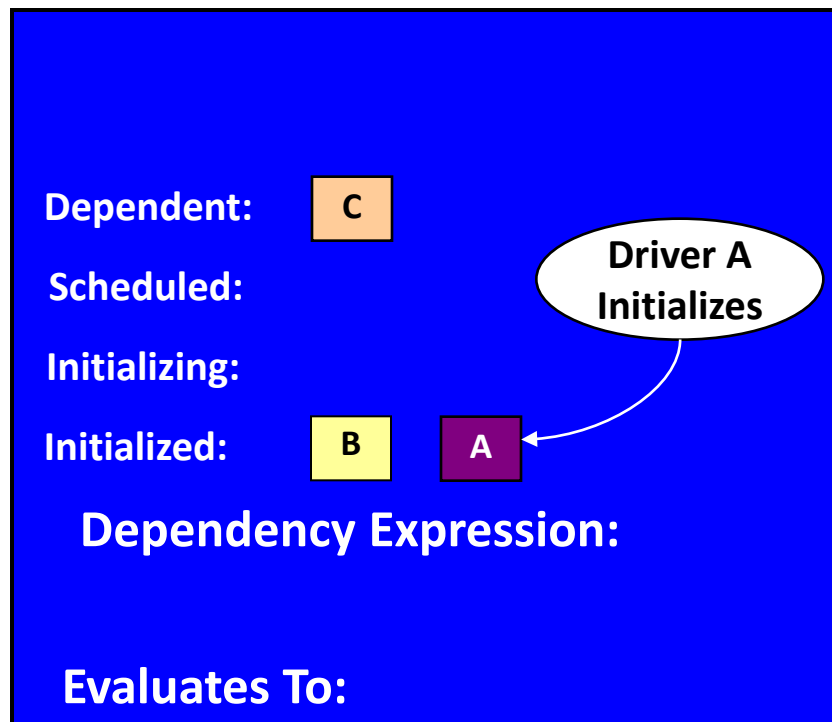 Dependent: C
Driver A
Initializes
Scheduled:
Initializing:
Initialized: B A
Dependency Expression:
Evaluates To: